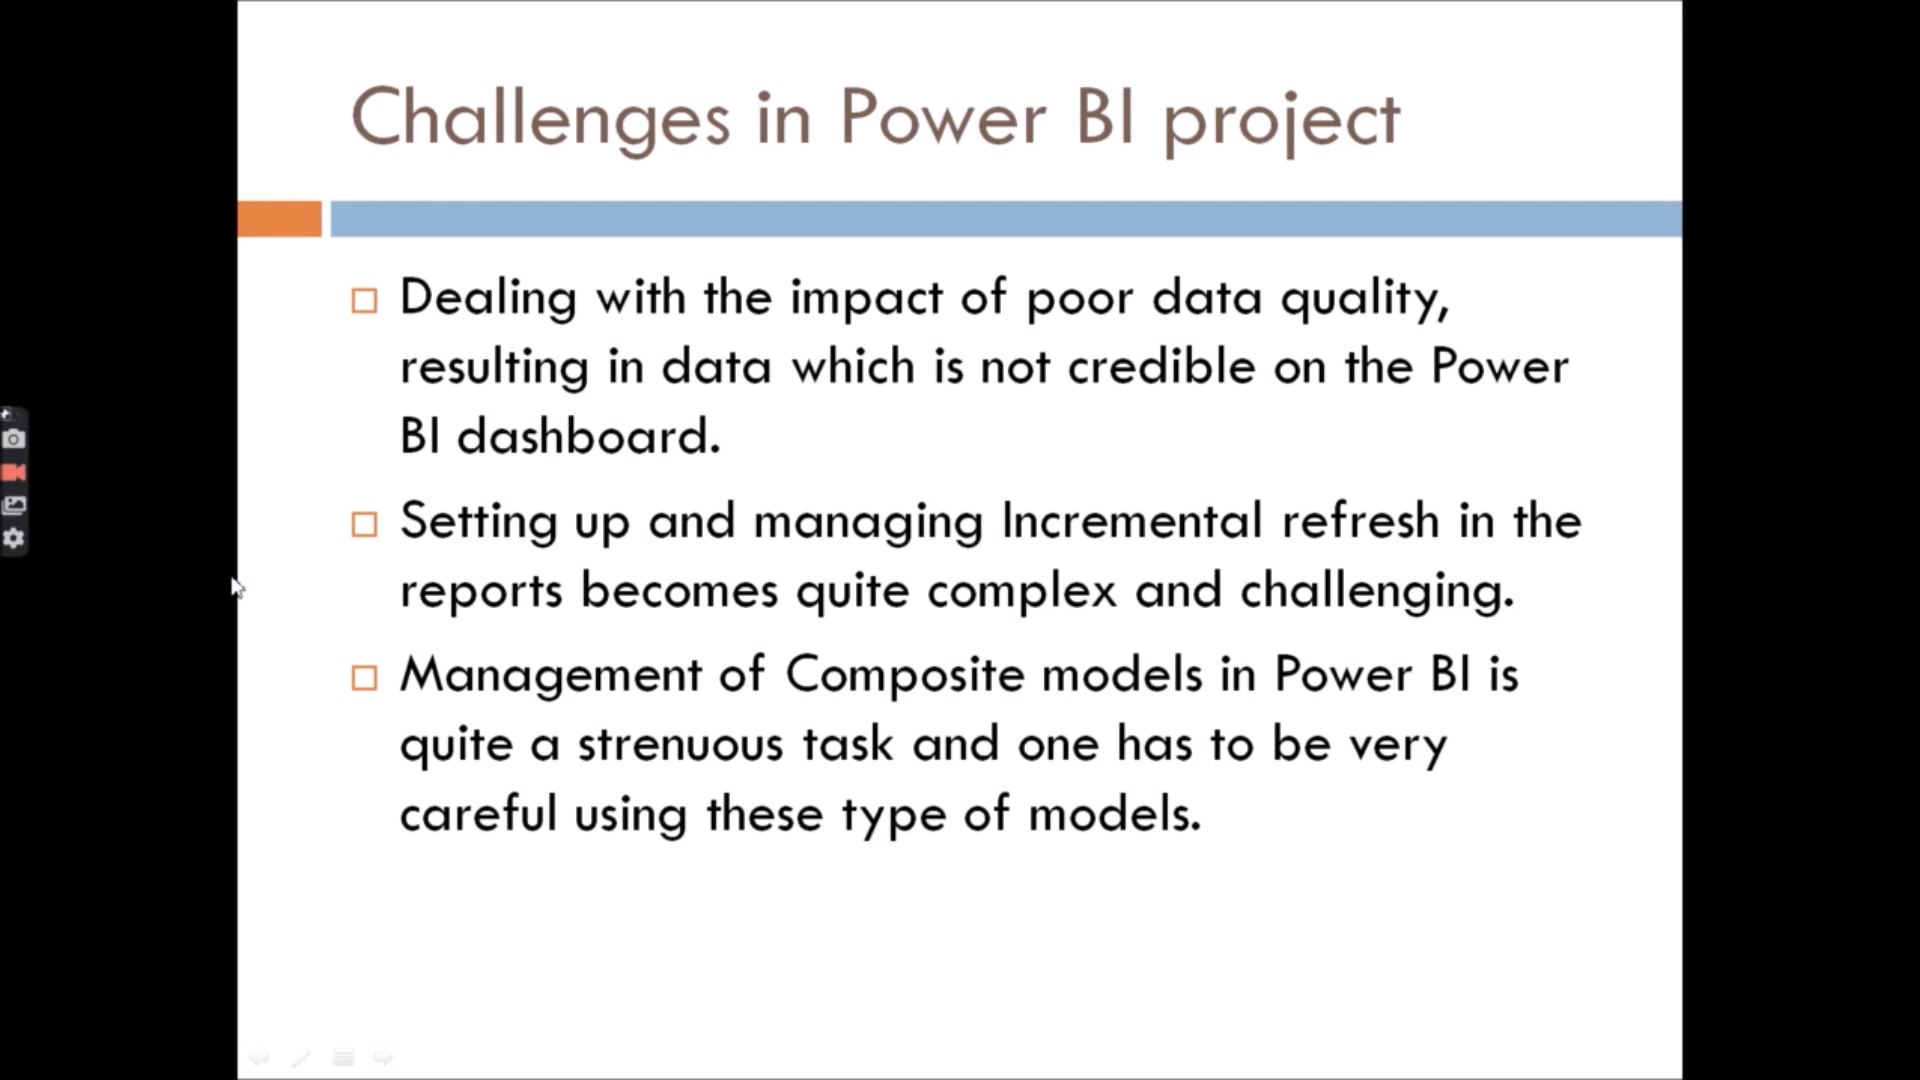 Challenges in Power BI project
Dealing with the impact of poor data quality,
resulting in data which is not credible on the Power
BI dashboard.
Setting up and managing Incremental refresh in the
reports becomes quite complex and challenging.
Management of Composite models in Power BI is
quite a strenuous task and one has to be very
careful using these type of models.